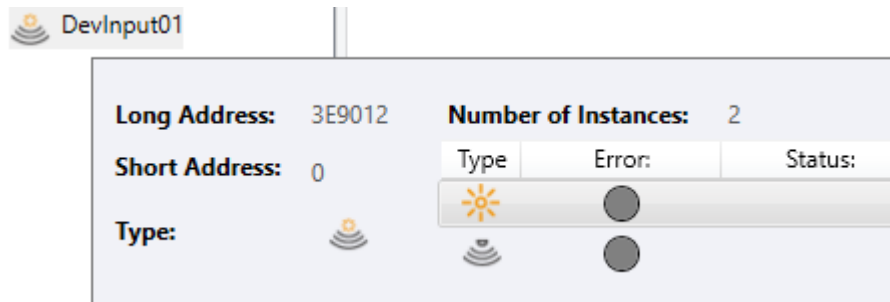 DevInput01
Long Address: 3E9012 Number of Instances: 2
Type Error: Status:
Short Address: 0
Type: